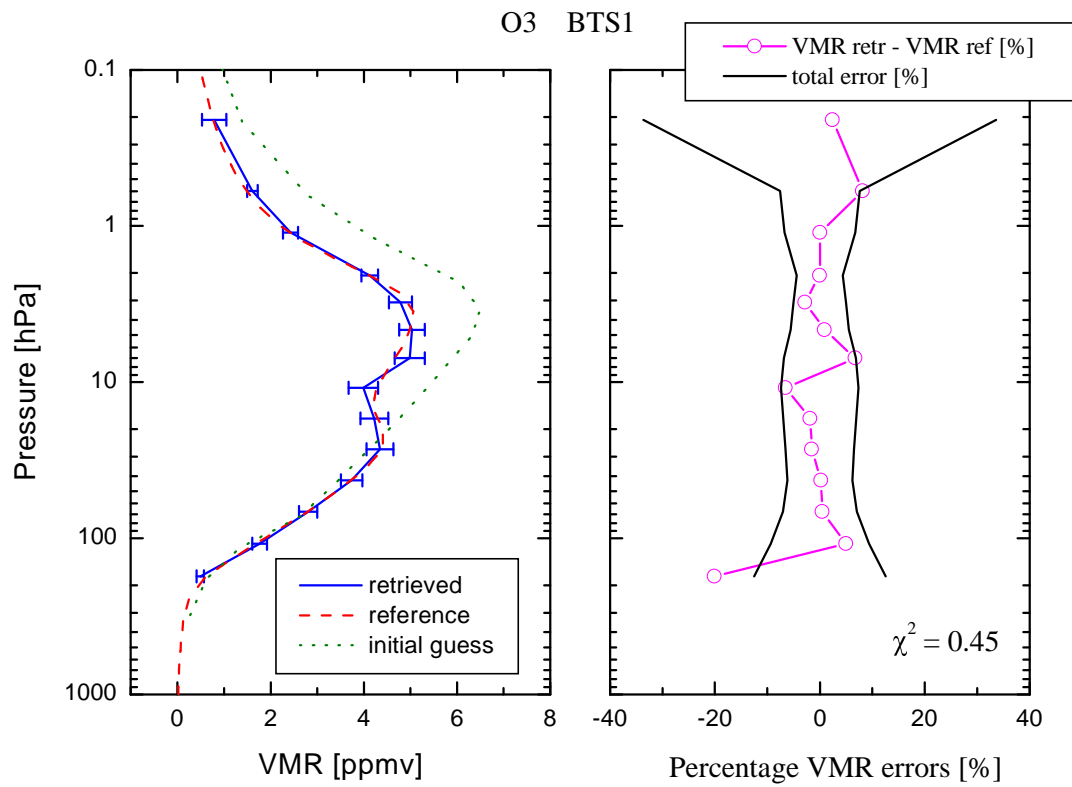 O3 BTS1
VMR retr - VMR ref [%]
total error [%]
0.1
1
10
100
1000
Pressure [hPa]
retrieved
reference
initial guess
0 2 4 6 8
VMR [ppmv]
χ² = 0.45
-40 -20 0 20 40
Percentage VMR errors [%]